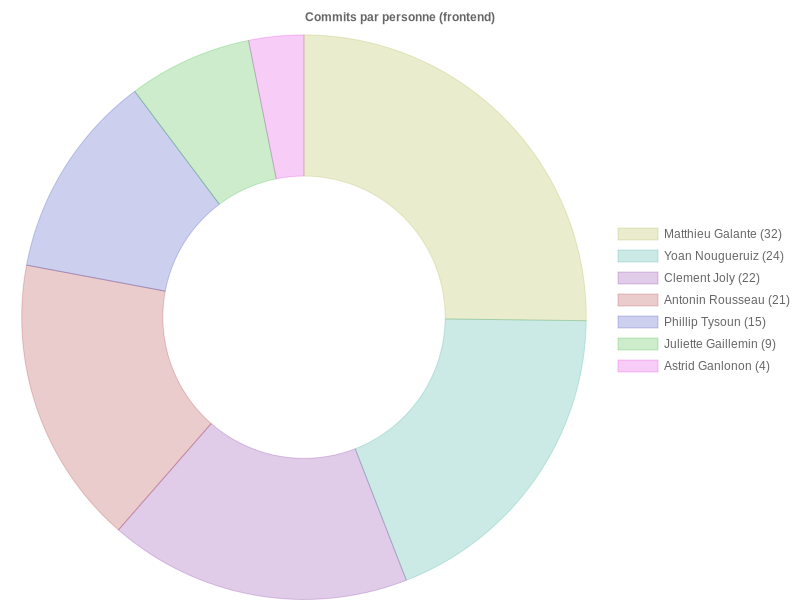 Commits par personne (frontend)
Matthieu Galante (32)
Yoan Nougueruiz (24)
Clement Joly (22)
Antonin Rousseau (21)
Phillip Tysoun (15)
Juliette Gaillemin (9)
Astrid Ganlonon (4)